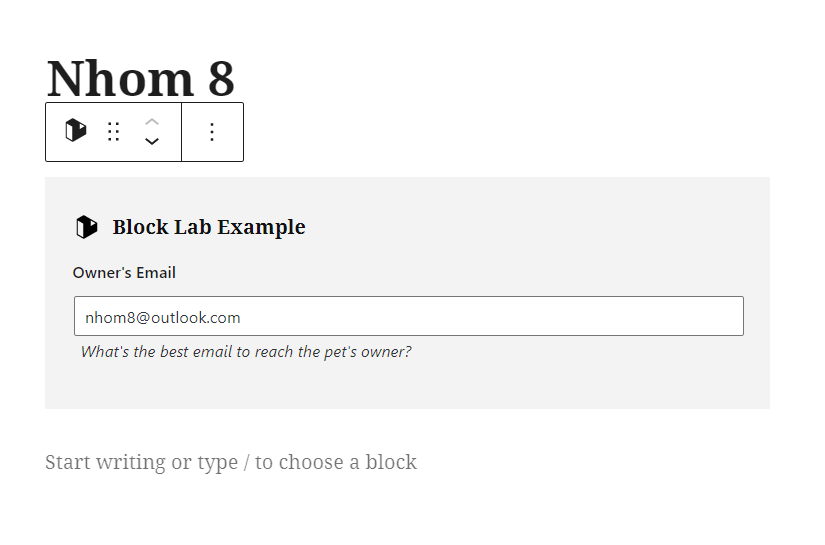 Nhom 8
Block Lab Example
Owner's Email
nhom8@outlook.com
What's the best email to reach the pet's owner?
Start writing or type / to choose a block